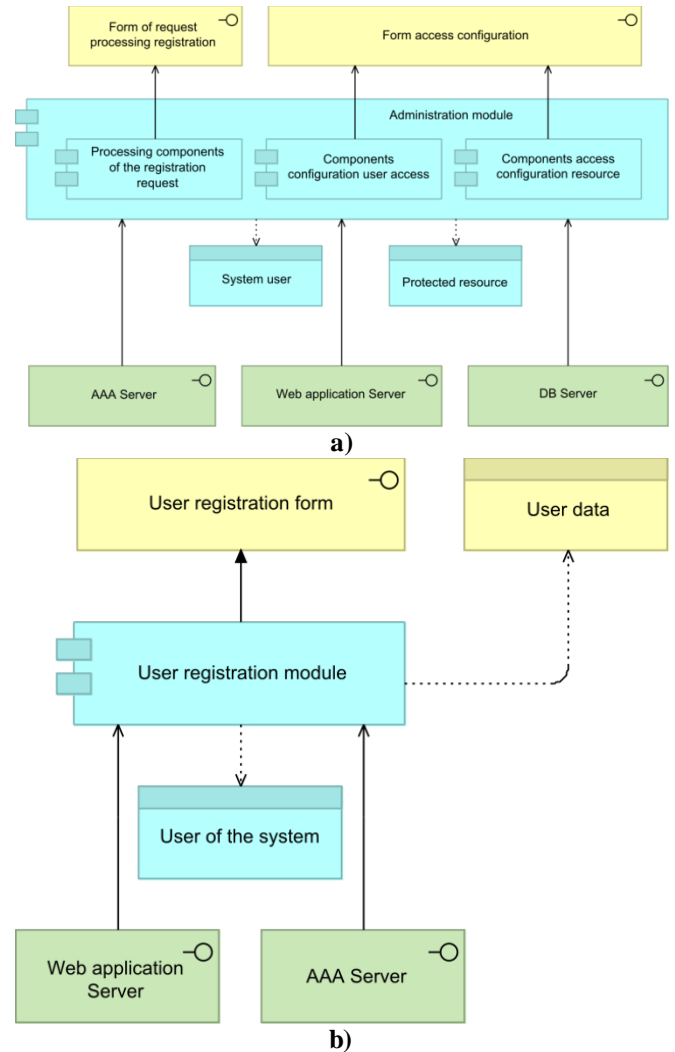 Form of request
processing registration
Form access configuration
Administration module
Processing components
of the registration
request
Components
configuration user access
Components access
configuration resource
System user
Protected resource
AAA Server
Web application Server
DB Server
a)
User registration form
User data
User registration module
User of the system
Web application
Server
AAA Server
b)